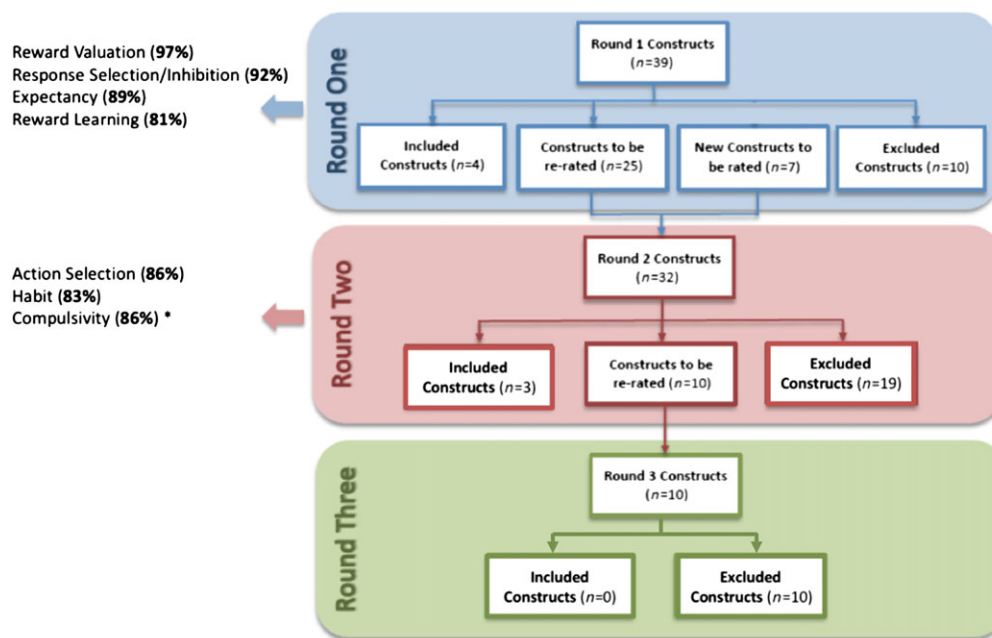 Reward Valuation (97%)
Response Selection/Inhibition (92%)
Expectancy (89%)
Reward Learning (81%)
Round One
Round 1 Constructs
(n=39)
Included
Constructs (n=4)
Constructs to be
re-rated (n=25)
New Constructs to
be rated (n=7)
Excluded
Constructs (n=10)
Action Selection (86%)
Habit (83%)
Compulsivity (86%) *
Round Two
Round 2 Constructs
(n=32)
Included
Constructs (n=3)
Constructs to be
re-rated (n=10)
Excluded
Constructs (n=19)
Round Three
Round 3 Constructs
(n=10)
Included
Constructs (n=0)
Excluded
Constructs (n=10)